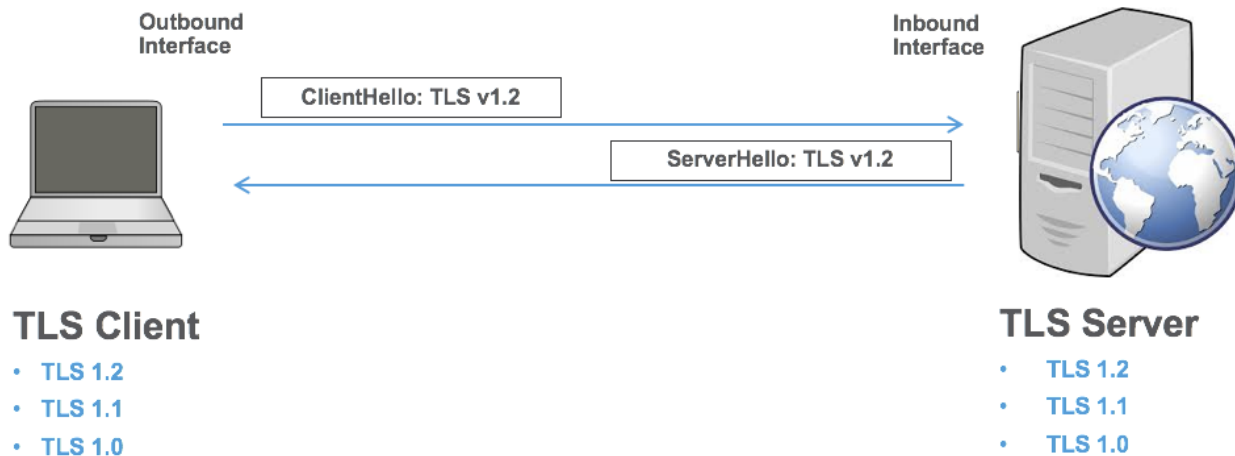 Outbound
Interface
Inbound
Interface
ClientHello: TLS v1.2
ServerHello: TLS v1.2
TLS Client
• TLS 1.2
• TLS 1.1
• TLS 1.0
TLS Server
• TLS 1.2
• TLS 1.1
• TLS 1.0